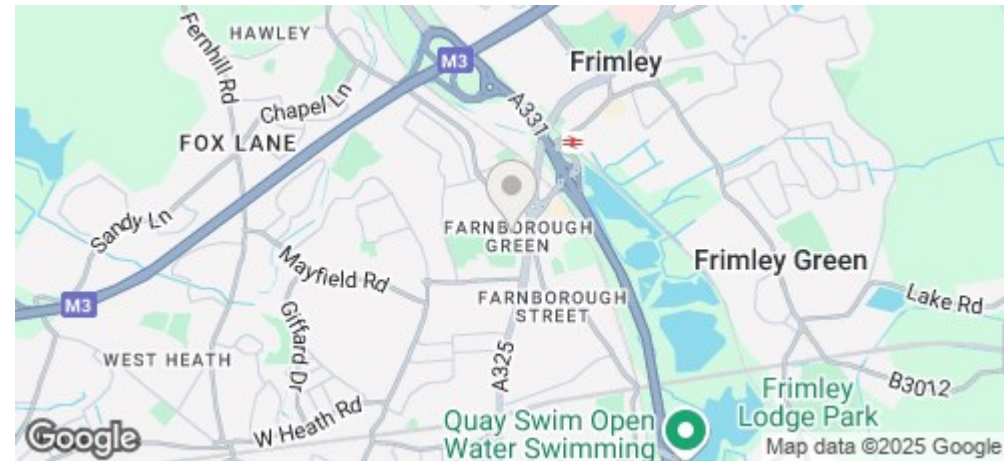 HAWLEY
Fernhill Rd
M3
Frimley
Chapel Ln
A331
FOX LANE
Sandy Ln
FARNBOROUGH
GREEN
Mayfield Rd
Frimley Green
FARNBOROUGH
STREET
Lake Rd
M3
Giffard Dr
WEST HEATH
A325
B3012
W Heath Rd
Frimley
Lodge Park
Quay Swim Open
Water Swimming
Google
Map data ©2025 Google